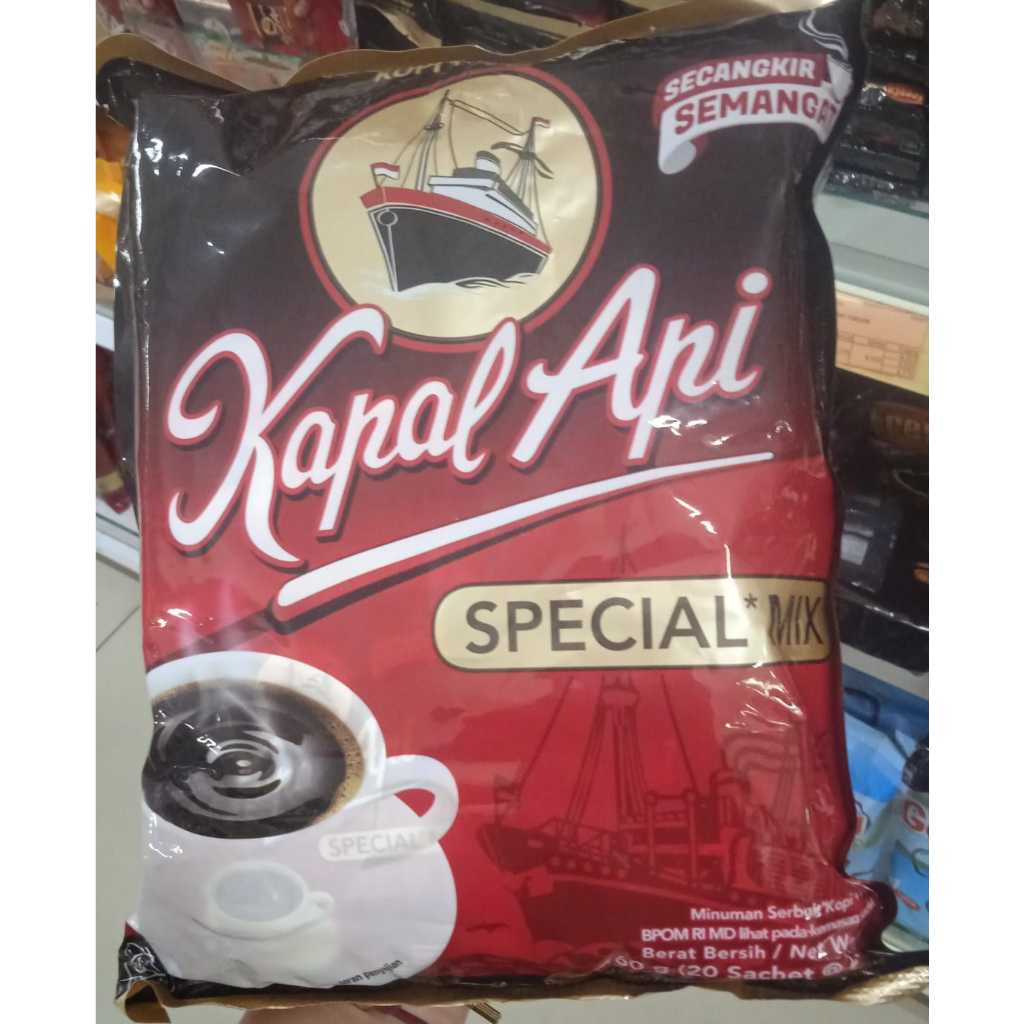 SECANGKIR
SEMANGAT
Kapal Api
SPECIAL* MIX
SPECIAL
Minuman Serbuk Kopi
BPOM RI MD lihat pada kemasan
Berat Bersih / Net
(20 Sachet @